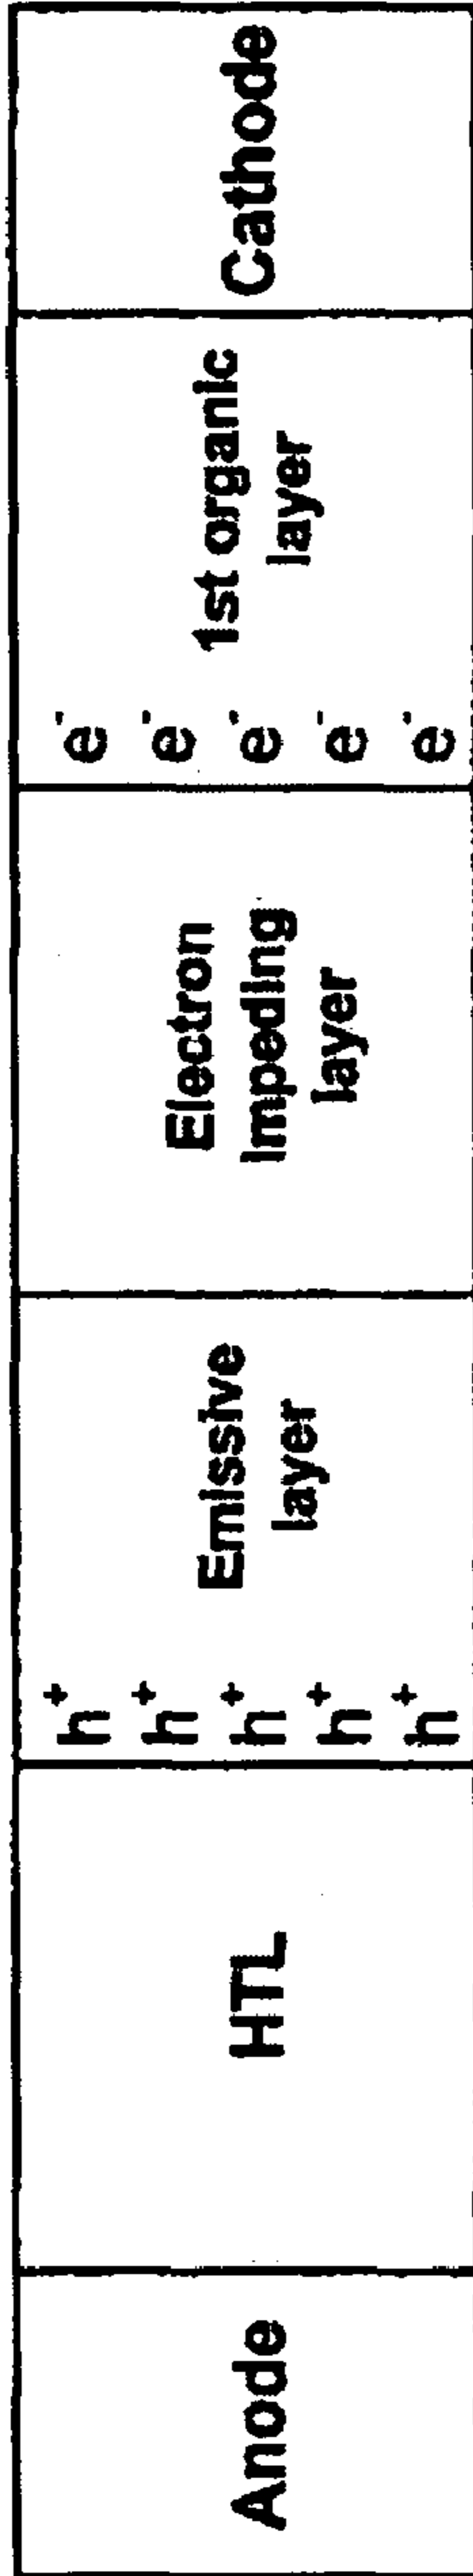 Anode
HTL
h⁺
h⁺
h⁺
h⁺
h⁺
Emissive
layer
Electron
Impeding
layer
e⁻
e⁻
e⁻
e⁻
e⁻
1st organic
layer
Cathode